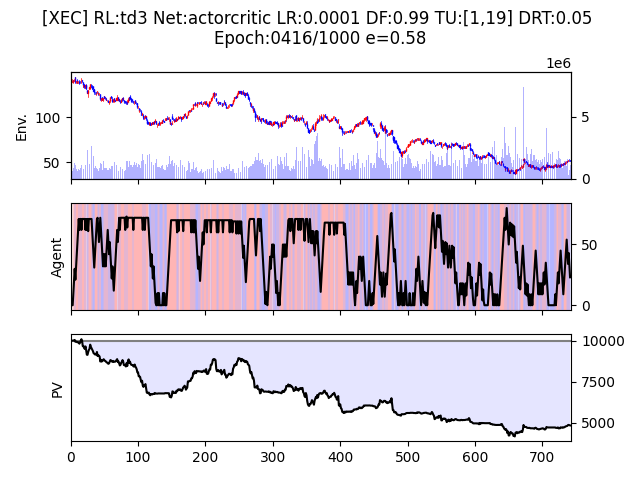 [XEC] RL:td3 Net:actorcritic LR:0.0001 DF:0.99 TU:[1,19] DRT:0.05
Epoch:0416/1000 e=0.58
1e6
Env.
100
50
5
0
Agent
50
0
PV
10000
7500
5000
0 100 200 300 400 500 600 700